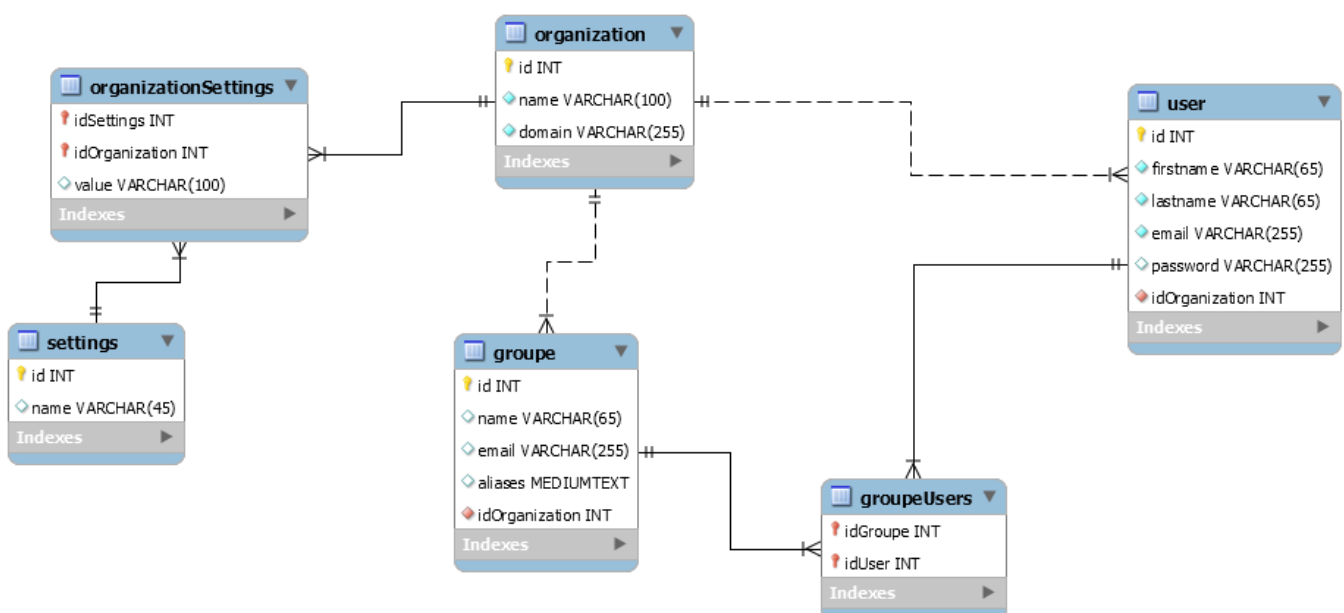 organization
id INT
name VARCHAR(100)
domain VARCHAR(255)
Indexes
organizationSettings
idSettings INT
idOrganization INT
value VARCHAR(100)
Indexes
user
id INT
firstname VARCHAR(65)
lastname VARCHAR(65)
email VARCHAR(255)
password VARCHAR(255)
idOrganization INT
Indexes
settings
id INT
name VARCHAR(45)
Indexes
groupe
id INT
name VARCHAR(65)
email VARCHAR(255)
aliases MEDIUMTEXT
idOrganization INT
Indexes
groupeUsers
idGroupe INT
idUser INT
Indexes